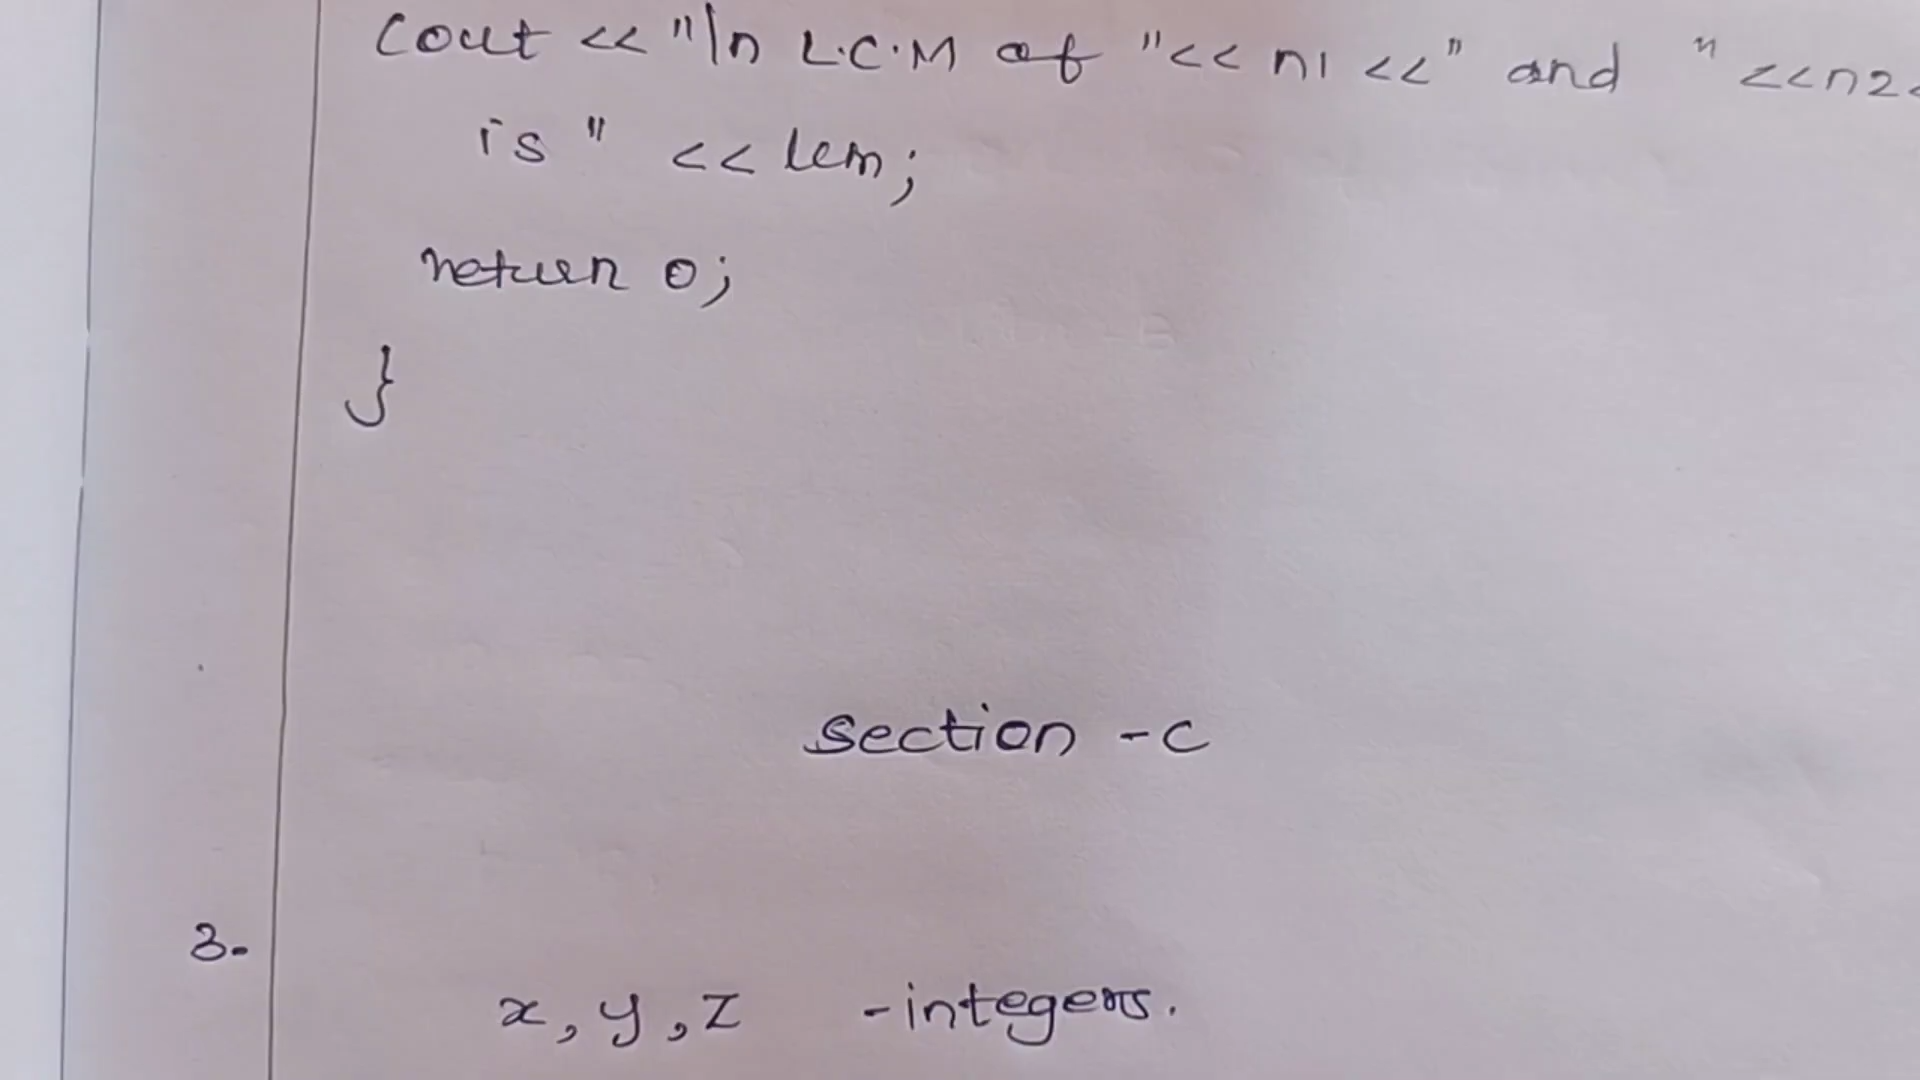 Cout << "\n L.C.M of "<< n1 <<" and " <<n2<
is" << lcm;
return 0;
}
Section - C
3.
x, y, z - integers.